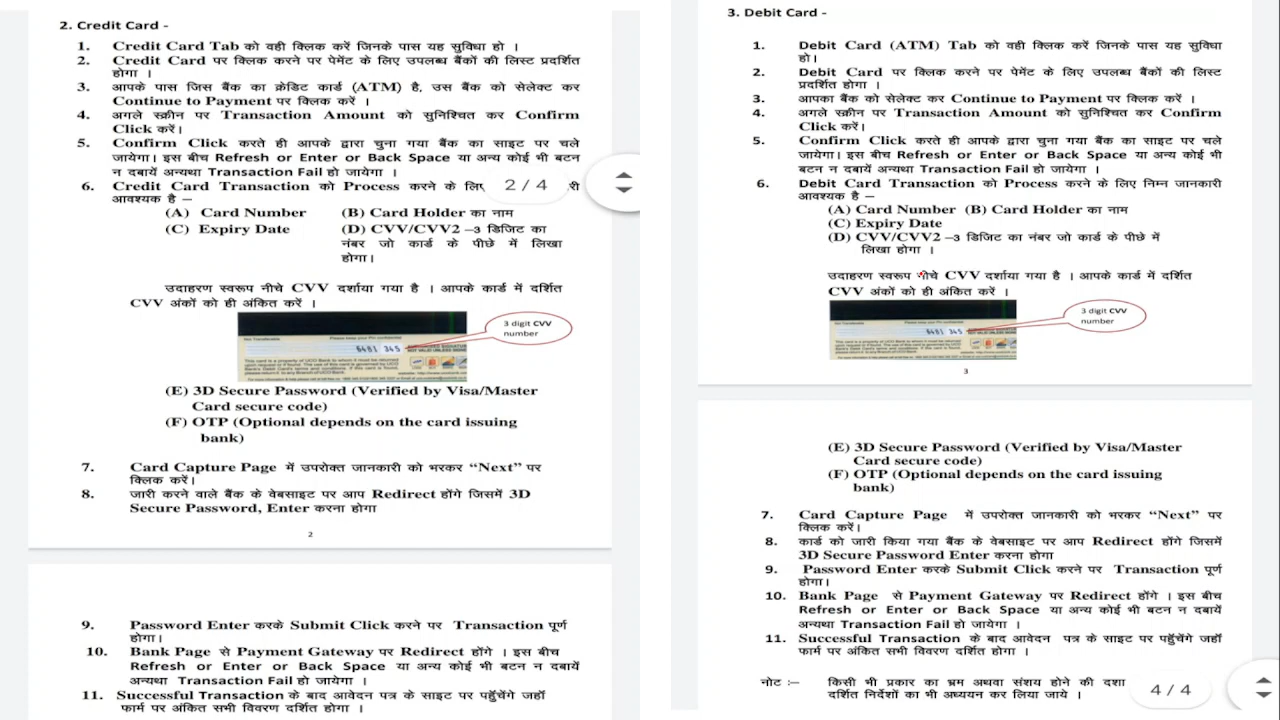 2. Credit Card -
1. Credit Card Tab को वही क्लिक करें जिनके पास यह सुविधा हो ।
2. Credit Card पर क्लिक करने पर पेमेंट के लिए उपलब्ध बैंकों की लिस्ट प्रदर्शित
होगा ।
3. आपके पास जिस बैंक का क्रेडिट कार्ड (ATM) है, उस बैंक को सेलेक्ट कर
Continue to Payment पर क्लिक करें ।
4. अगले स्क्रीन पर Transaction Amount को सुनिश्चित कर Confirm
Click करें।
5. Confirm Click करते ही आपके द्वारा चुना गया बैंक का साइट पर चले
जायेगा। इस बीच Refresh or Enter or Back Space या अन्य कोई भी बटन
न दबायें अन्यथा Transaction Fail हो जायेगा ।
6. Credit Card Transaction को Process करने के लिए
2 / 4
री
आवश्यक है –
(A) Card Number (B) Card Holder का नाम
(C) Expiry Date (D) CVV/CVV2 –3 डिजिट का
नंबर जो कार्ड के पीछे में लिखा
होगा।
उदाहरण स्वरूप नीचे CVV दर्शाया गया है । आपके कार्ड में दर्शित
CVV अंकों को ही अंकित करें ।
3 digit CVV
number
Not Transferable Please keep your Pin confidential
6481 345
(E) 3D Secure Password (Verified by Visa/Master
Card secure code)
(F) OTP (Optional depends on the card issuing
bank)
7. Card Capture Page में उपरोक्त जानकारी को भरकर “Next” पर
क्लिक करें।
8. जारी करने वाले बैंक के वेबसाइट पर आप Redirect होंगे जिसमें 3D
Secure Password, Enter करना होगा
2
9. Password Enter करके Submit Click करने पर Transaction पूर्ण
होगा।
10. Bank Page से Payment Gateway पर Redirect होंगे । इस बीच
Refresh or Enter or Back Space या अन्य कोई भी बटन न दबायें
अन्यथा Transaction Fail हो जायेगा ।
11. Successful Transaction के बाद आवेदन पत्र के साइट पर पहुँचेंगे जहाँ
फार्म पर अंकित सभी विवरण दर्शित होगा ।
3. Debit Card -
1. Debit Card (ATM) Tab को वही क्लिक करें जिनके पास यह सुविधा
हो।
2. Debit Card पर क्लिक करने पर पेमेंट के लिए उपलब्ध बैंकों की लिस्ट
प्रदर्शित होगा ।
3. आपका बैंक को सेलेक्ट कर Continue to Payment पर क्लिक करें ।
4. अगले स्क्रीन पर Transaction Amount को सुनिश्चित कर Confirm
Click करें।
5. Confirm Click करते ही आपके द्वारा चुना गया बैंक का साइट पर चले
जायेगा। इस बीच Refresh or Enter or Back Space या अन्य कोई भी
बटन न दबायें अन्यथा Transaction Fail हो जायेगा ।
6. Debit Card Transaction को Process करने के लिए निम्न जानकारी
आवश्यक है –
(A) Card Number (B) Card Holder का नाम
(C) Expiry Date
(D) CVV/CVV2 –3 डिजिट का नंबर जो कार्ड के पीछे में
लिखा होगा ।
उदाहरण स्वरूप नीचे CVV दर्शाया गया है । आपके कार्ड में दर्शित
CVV अंकों को ही अंकित करें ।
3 digit CVV
number
6481 345
3
(E) 3D Secure Password (Verified by Visa/Master
Card secure code)
(F) OTP (Optional depends on the card issuing
bank)
7. Card Capture Page में उपरोक्त जानकारी को भरकर “Next” पर
क्लिक करें।
8. कार्ड को जारी किया गया बैंक के वेबसाइट पर आप Redirect होंगे जिसमें
3D Secure Password Enter करना होगा
9. Password Enter करके Submit Click करने पर Transaction पूर्ण
होगा।
10. Bank Page से Payment Gateway पर Redirect होंगे । इस बीच
Refresh or Enter or Back Space या अन्य कोई भी बटन न दबायें
अन्यथा Transaction Fail हो जायेगा ।
11. Successful Transaction के बाद आवेदन पत्र के साइट पर पहुँचेंगे जहाँ
फार्म पर अंकित सभी विवरण दर्शित होगा ।
नोट :– किसी भी प्रकार का भ्रम अथवा संशय होने की दशा
दर्शित निर्देशों का भी अध्ययन कर लिया जाये ।
4 / 4